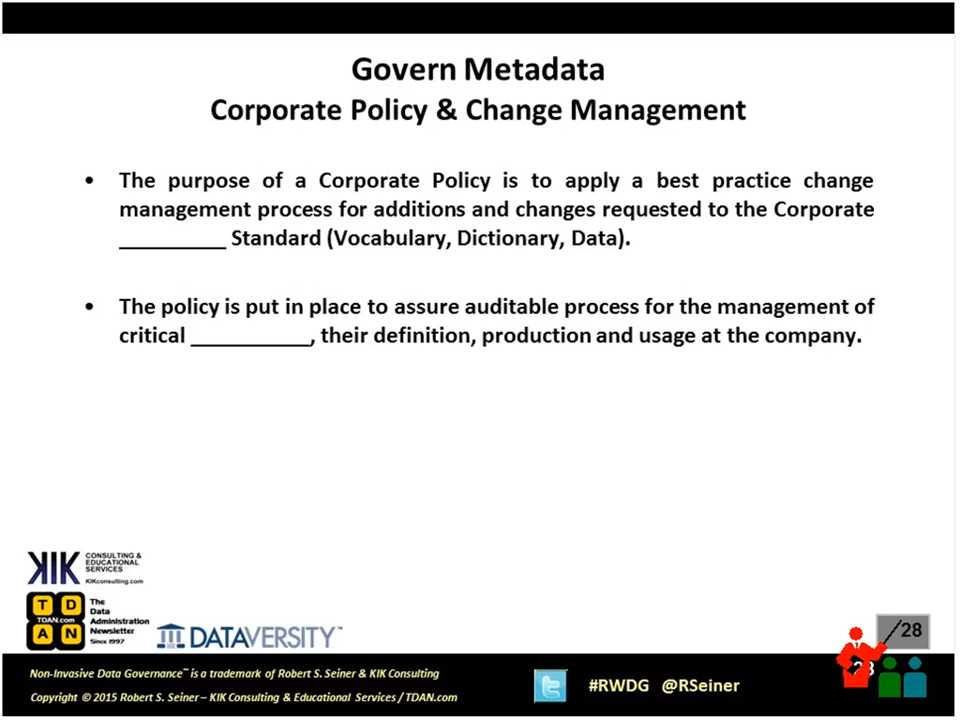 Govern Metadata
Corporate Policy & Change Management
• The purpose of a Corporate Policy is to apply a best practice change
management process for additions and changes requested to the Corporate
_________ Standard (Vocabulary, Dictionary, Data).
• The policy is put in place to assure auditable process for the management of
critical __________, their definition, production and usage at the company.
KIK CONSULTING &
EDUCATIONAL
SERVICES
KIKconsulting.com
T D
TDAN.com
A N
The
Data
Administration
Newsletter
Since 1997
DATAVERSITY™
/28
Non-Invasive Data Governance™ is a trademark of Robert S. Seiner & KIK Consulting
Copyright © 2015 Robert S. Seiner – KIK Consulting & Educational Services / TDAN.com
#RWDG @RSeiner